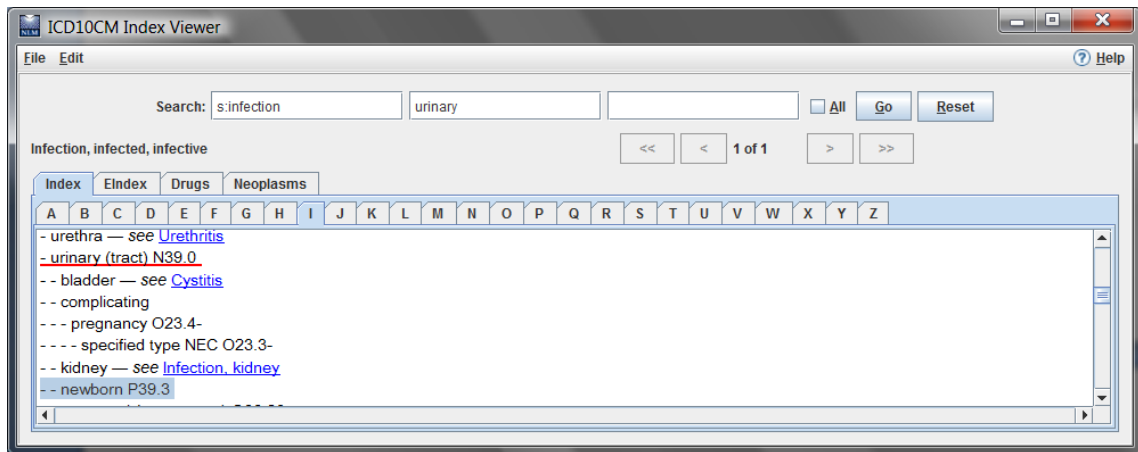 NLM ICD10CM Index Viewer
File Edit Help
Search: s:infection urinary All Go Reset
Infection, infected, infective << < 1 of 1 > >>
Index EIndex Drugs Neoplasms
A B C D E F G H I J K L M N O P Q R S T U V W X Y Z
- urethra — see Urethritis
- urinary (tract) N39.0
- - bladder — see Cystitis
- - complicating
- - - pregnancy O23.4-
- - - - specified type NEC O23.3-
- - kidney — see Infection, kidney
- - newborn P39.3